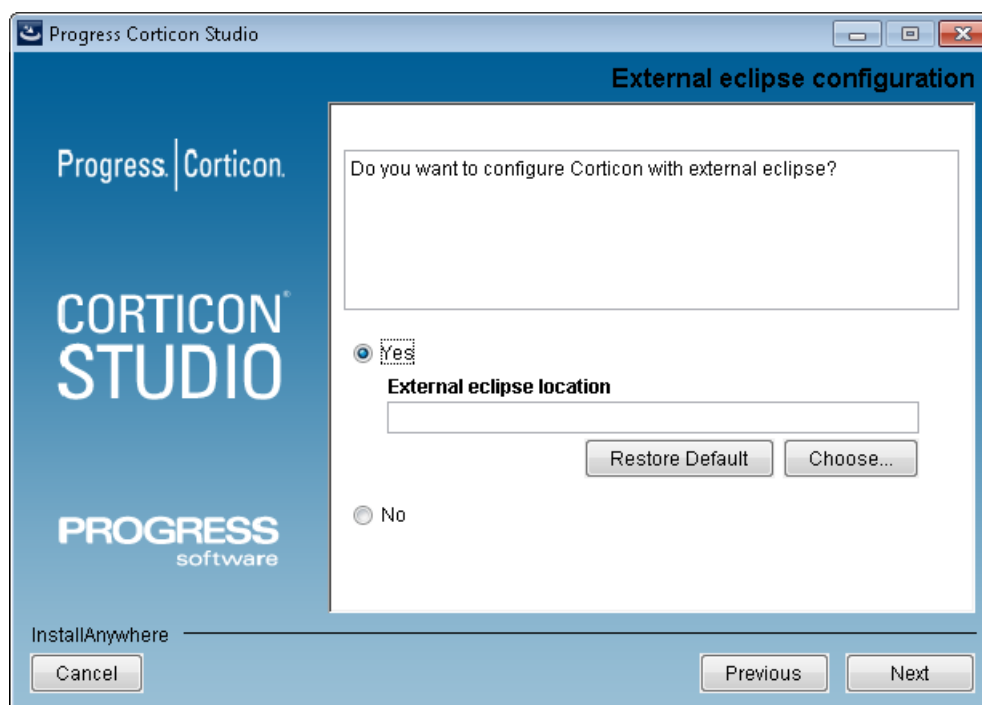 Progress Corticon Studio
External eclipse configuration
Progress. | Corticon.
CORTICON®
STUDIO
PROGRESS
software
Do you want to configure Corticon with external eclipse?
Yes
External eclipse location
Restore Default Choose...
No
InstallAnywhere
Cancel Previous Next